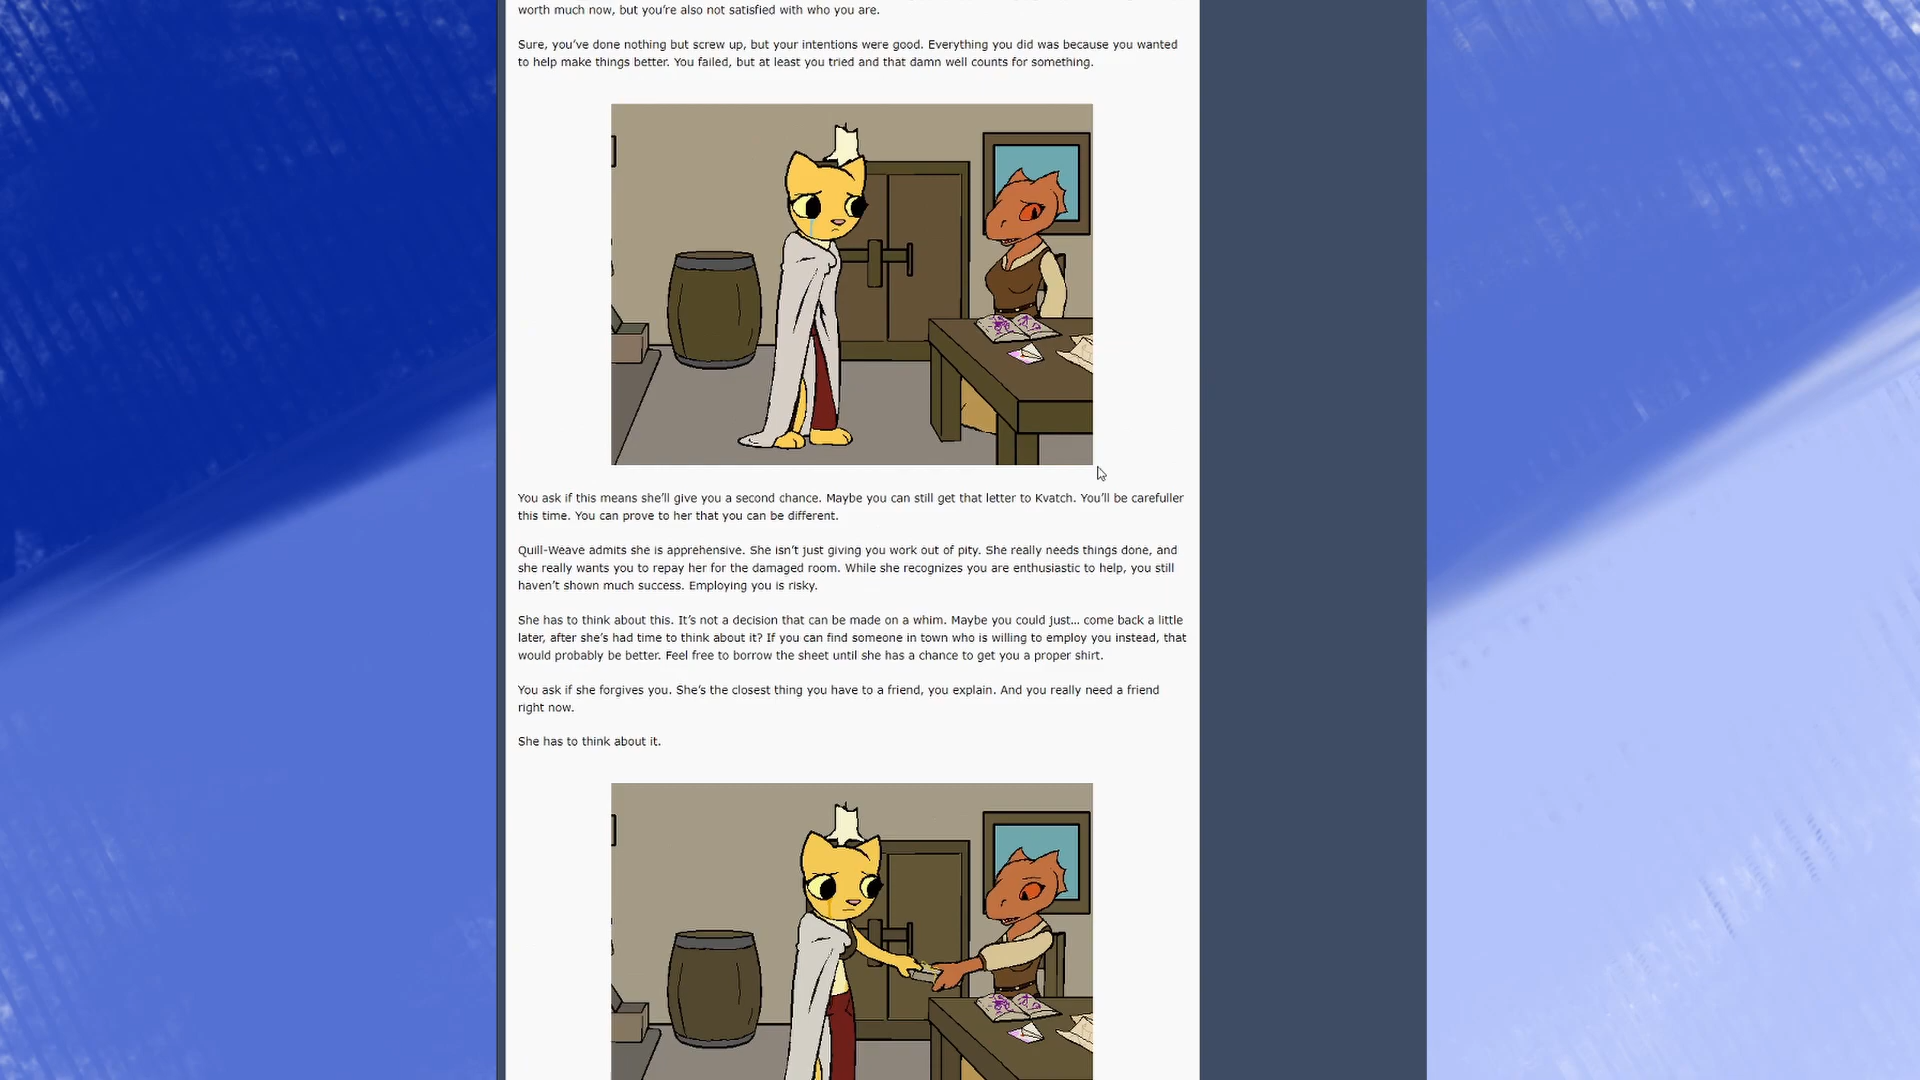 worth much now, but you're also not satisfied with who you are.
Sure, you've done nothing but screw up, but your intentions were good. Everything you did was because you wanted
to help make things better. You failed, but at least you tried and that damn well counts for something.
You ask if this means she'll give you a second chance. Maybe you can still get that letter to Kvatch. You'll be carefuller
this time. You can prove to her that you can be different.
Quill-Weave admits she is apprehensive. She isn't just giving you work out of pity. She really needs things done, and
she really wants you to repay her for the damaged room. While she recognizes you are enthusiastic to help, you still
haven't shown much success. Employing you is risky.
She has to think about this. It's not a decision that can be made on a whim. Maybe you could just... come back a little
later, after she's had time to think about it? If you can find someone in town who is willing to employ you instead, that
would probably be better. Feel free to borrow the sheet until she has a chance to get you a proper shirt.
You ask if she forgives you. She's the closest thing you have to a friend, you explain. And you really need a friend
right now.
She has to think about it.